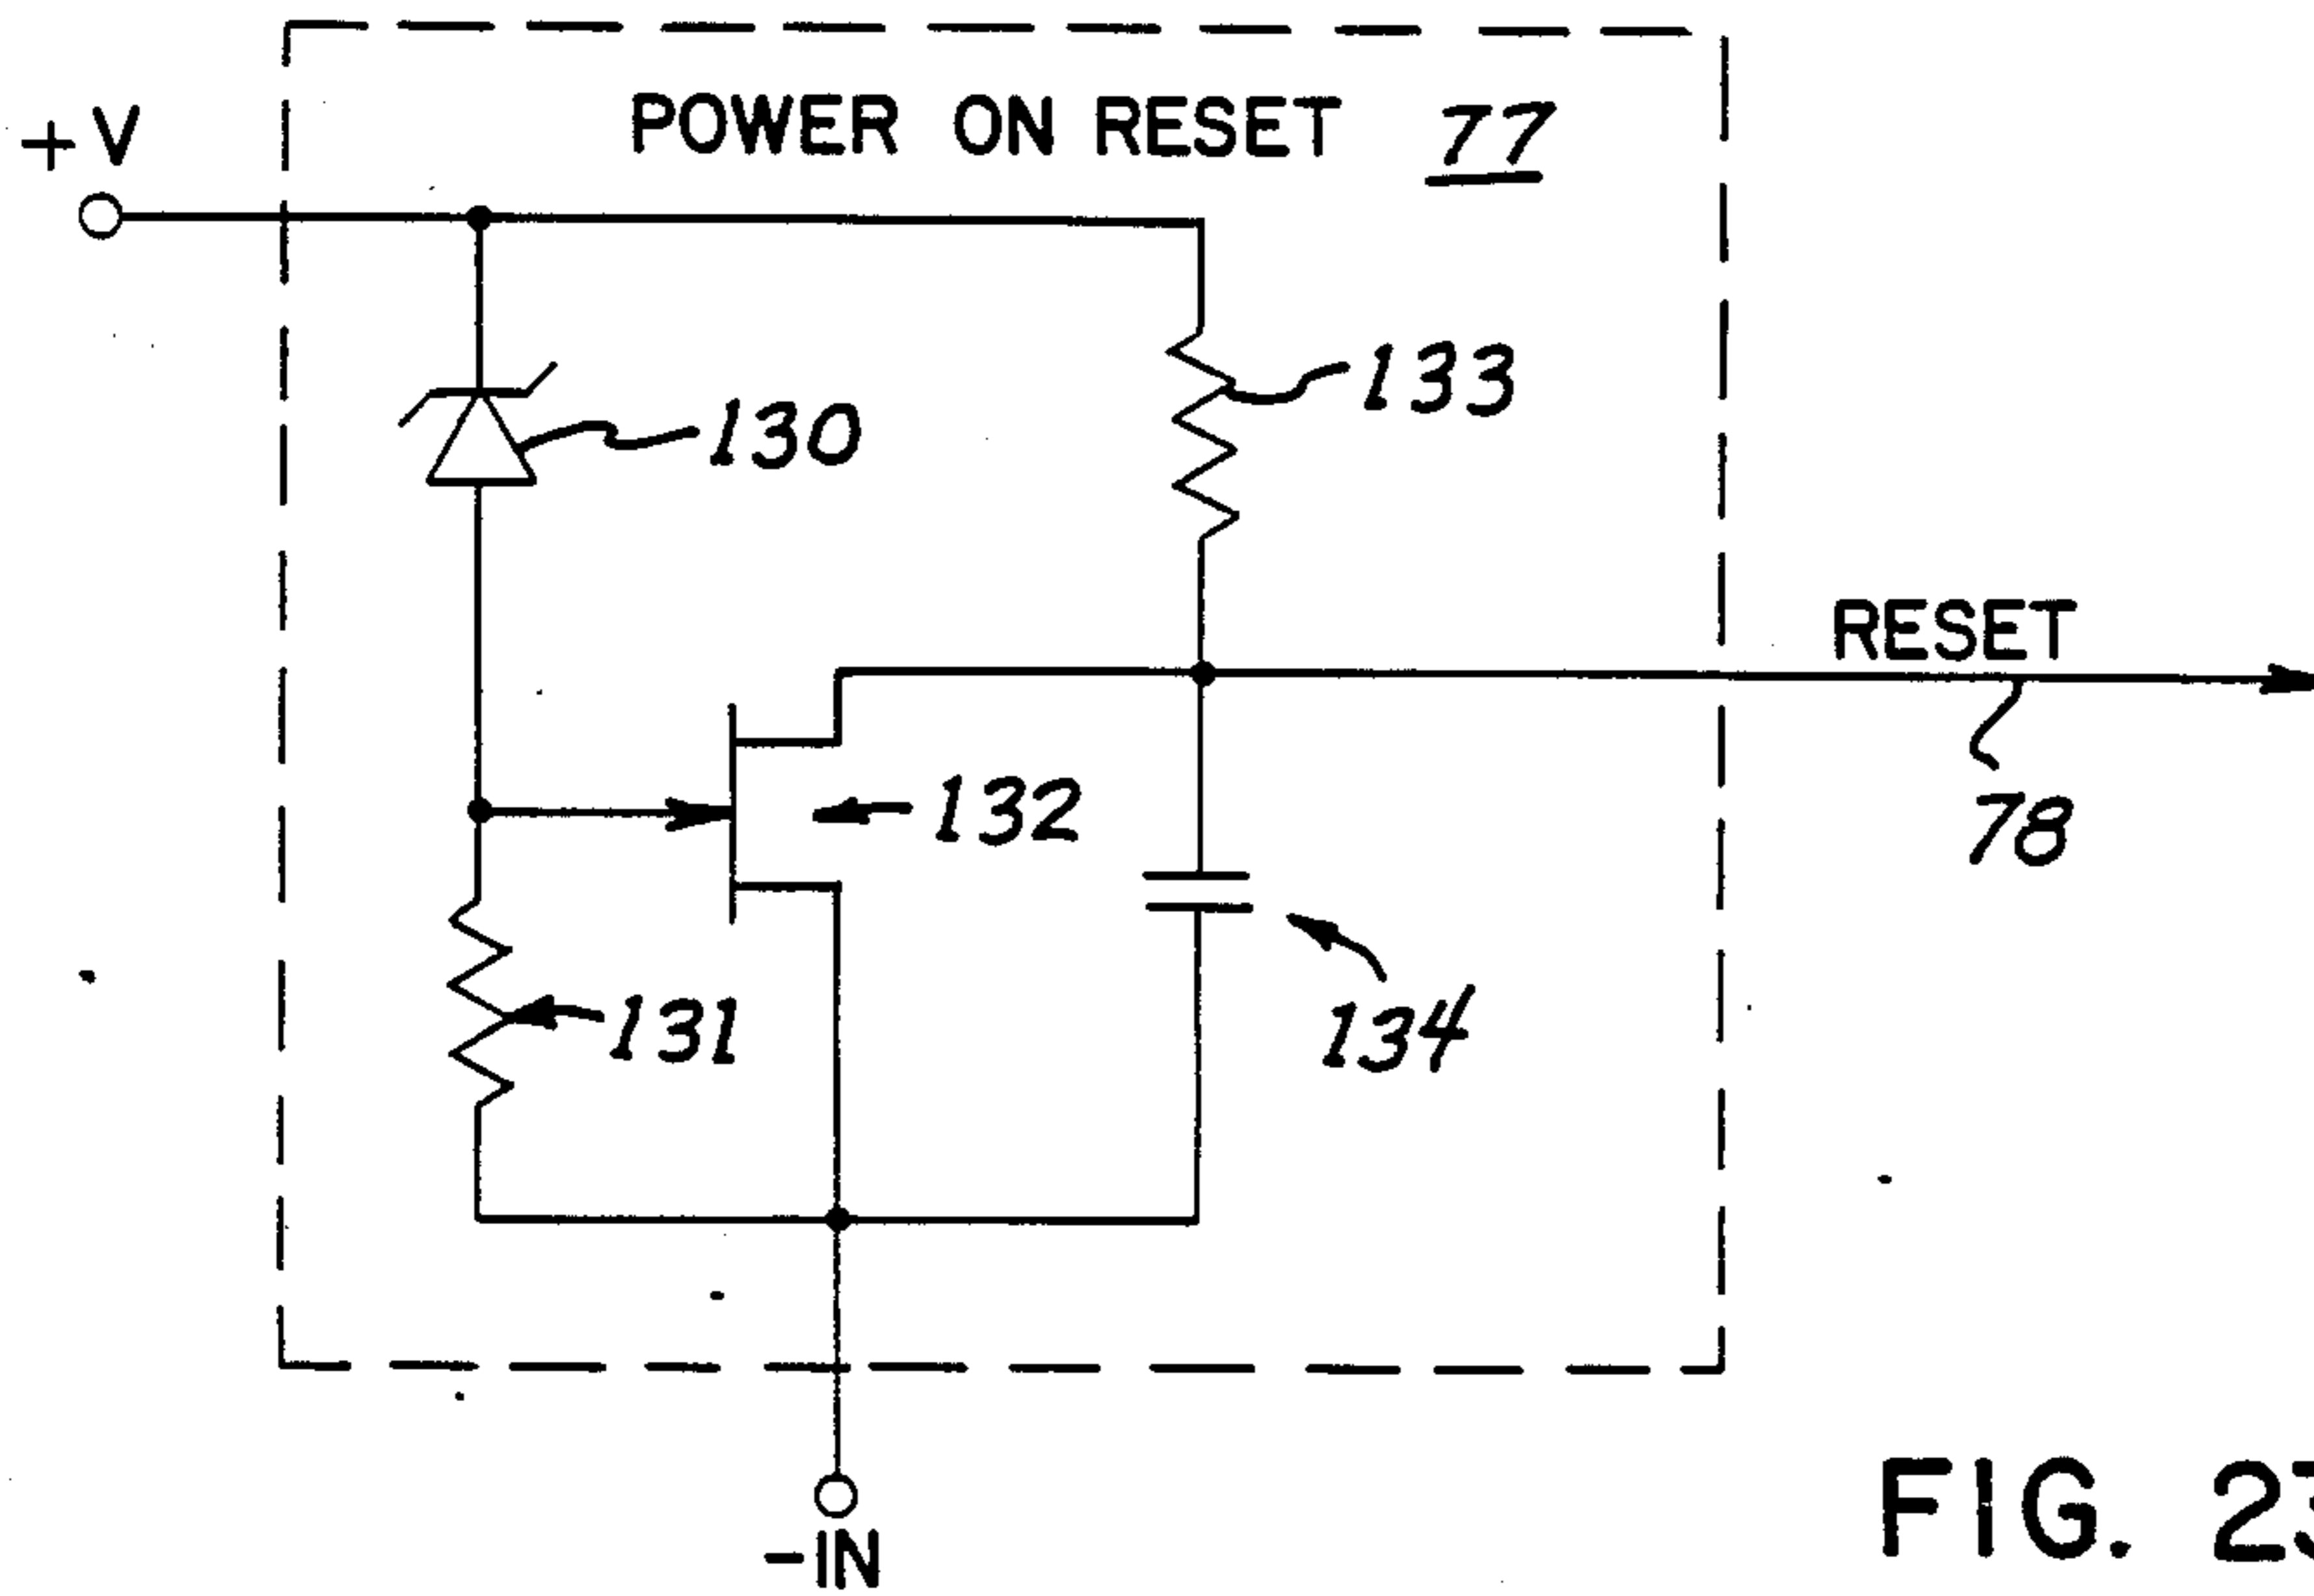 POWER ON RESET 77
+V
133
130
RESET
132
78
134
131
-IN
FIG. 23